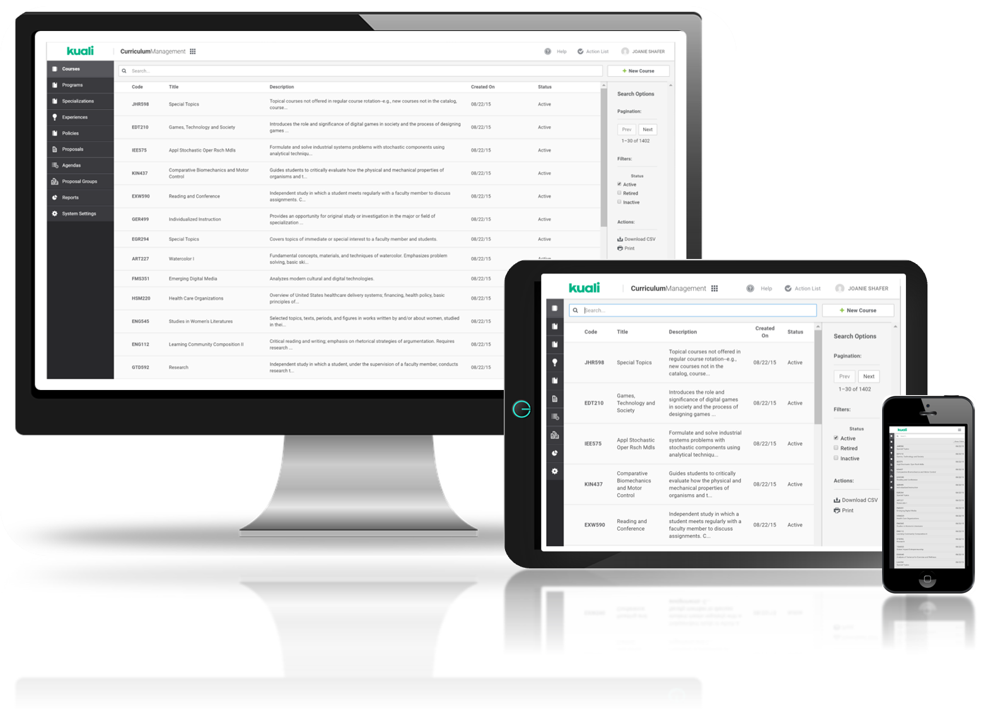 kuali
CurriculumManagement
Help
Action List
JOANIE SHAFER
Courses
Programs
Specializations
Experiences
Policies
Proposals
Agendas
Proposal Groups
Reports
System Settings
Search...
+ New Course
Code Title Description Created On Status
JHR598 Special Topics Topical courses not offered in regular course rotation--e.g., new courses not in the catalog, 08/22/15 Active
course...
EDT210 Games, Technology and Society Introduces the role and significance of digital games in society and the process of designing 08/22/15 Active
games ...
IEE575 Appl Stochastic Oper Rsch Mdls Formulate and solve industrial systems problems with stochastic components using 08/22/15 Active
analytical techniqu...
KIN437 Comparative Biomechanics and Motor Guides students to critically evaluate how the physical and mechanical properties of 08/22/15 Active
Control organisms and t...
EXW590 Reading and Conference Independent study in which a student meets regularly with a faculty member to discuss 08/22/15 Active
assignments. C...
GER499 Individualized Instruction Provides an opportunity for original study or investigation in the major or field of 08/22/15 Active
specialization ...
EGR294 Special Topics Covers topics of immediate or special interest to a faculty member and students. 08/22/15 Active
ART227 Watercolor I Fundamental concepts, materials, and techniques of watercolor. Emphasizes problem 08/22/15 Active
solving, basic ski...
FMS351 Emerging Digital Media Analyzes modern cultural and digital technologies. 08/22/15
HSM220 Health Care Organizations Overview of United States healthcare delivery systems; financing, health policy, basic 08/22/15
principles of...
ENG545 Studies in Women's Literatures Selected topics, texts, periods, and figures in works written by and/or about women, studied 08/22/15
in thei...
ENG112 Learning Community Composition II Critical reading and writing; emphasis on rhetorical strategies of argumentation. Requires 08/22/15
research ...
GTD592 Research Independent study in which a student, under the supervision of a faculty member, conducts 08/22/15
research t...
Search Options
Pagination:
Prev Next
1–30 of 1402
Filters:
Status
Active
Retired
Inactive
Actions:
Download CSV
Print
kuali
CurriculumManagement
Help
Action List
JOANIE SHAFER
Search...
+ New Course
Code Title Description Created On Status
JHR598 Special Topics
Topical courses not offered in
regular course rotation--e.g.,
new courses not in the
catalog, course...
08/22/15 Active
EDT210
Games,
Technology and
Society
Introduces the role and
significance of digital games
in society and the process of
designing games ...
08/22/15 Active
IEE575
Appl Stochastic
Oper Rsch Mdls
Formulate and solve industrial
systems problems with
stochastic components using
analytical techniqu...
08/22/15 Active
KIN437
Comparative
Biomechanics
and Motor
Control
Guides students to critically
evaluate how the physical and
mechanical properties of
organisms and t...
08/22/15 Active
EXW590
Reading and
Conference
Independent study in which a
student meets regularly with a
faculty member to discuss
assignments. C...
08/22/15 Active
Search Options
Pagination:
Prev Next
1–30 of 1402
Filters:
Status
Active
Retired
Inactive
Actions:
Download CSV
Print
kuali